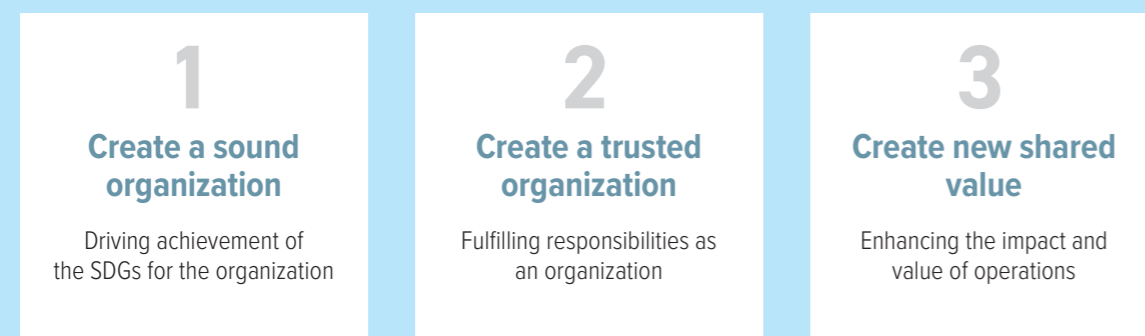 1
Create a sound
organization
Driving achievement of
the SDGs for the organization
2
Create a trusted
organization
Fulfilling responsibilities as
an organization
3
Create new shared
value
Enhancing the impact and
value of operations